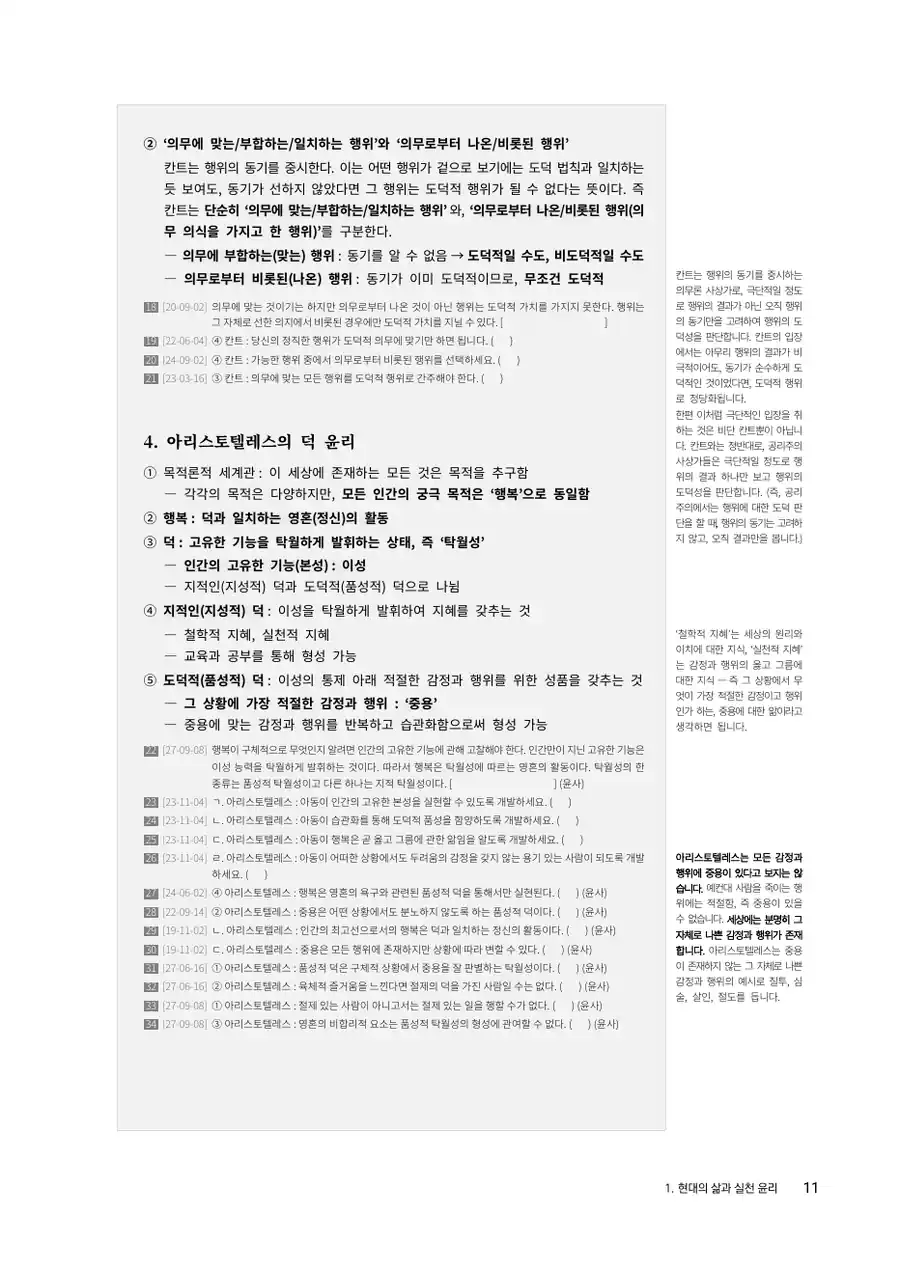 ② ‘의무에 맞는/부합하는/일치하는 행위’와 ‘의무로부터 나온/비롯된 행위’
칸트는 행위의 동기를 중시한다. 이는 어떤 행위가 겉으로 보기에는 도덕 법칙과 일치하는
듯 보여도, 동기가 선하지 않았다면 그 행위는 도덕적 행위가 될 수 없다는 뜻이다. 즉
칸트는 단순히 ‘의무에 맞는/부합하는/일치하는 행위’ 와, ‘의무로부터 나온/비롯된 행위(의
무 의식을 가지고 한 행위)’를 구분한다.
― 의무에 부합하는(맞는) 행위 : 동기를 알 수 없음 → 도덕적일 수도, 비도덕적일 수도
― 의무로부터 비롯된(나온) 행위 : 동기가 이미 도덕적이므로, 무조건 도덕적
18 [20-09-02] 의무에 맞는 것이기는 하지만 의무로부터 나온 것이 아닌 행위는 도덕적 가치를 가지지 못한다. 행위는
그 자체로 선한 의지에서 비롯된 경우에만 도덕적 가치를 지닐 수 있다. [ ]
19 [22-06-04] ④ 칸트 : 당신의 정직한 행위가 도덕적 의무에 맞기만 하면 됩니다. ( )
20 [24-09-02] ④ 칸트 : 가능한 행위 중에서 의무로부터 비롯된 행위를 선택하세요. ( )
21 [23-03-16] ③ 칸트 : 의무에 맞는 모든 행위를 도덕적 행위로 간주해야 한다. ( )
4. 아리스토텔레스의 덕 윤리
① 목적론적 세계관 : 이 세상에 존재하는 모든 것은 목적을 추구함
― 각각의 목적은 다양하지만, 모든 인간의 궁극 목적은 ‘행복’으로 동일함
② 행복 : 덕과 일치하는 영혼(정신)의 활동
③ 덕 : 고유한 기능을 탁월하게 발휘하는 상태, 즉 ‘탁월성’
― 인간의 고유한 기능(본성) : 이성
― 지적인(지성적) 덕과 도덕적(품성적) 덕으로 나뉨
④ 지적인(지성적) 덕 : 이성을 탁월하게 발휘하여 지혜를 갖추는 것
― 철학적 지혜, 실천적 지혜
― 교육과 공부를 통해 형성 가능
⑤ 도덕적(품성적) 덕 : 이성의 통제 아래 적절한 감정과 행위를 위한 성품을 갖추는 것
― 그 상황에 가장 적절한 감정과 행위 : ‘중용’
― 중용에 맞는 감정과 행위를 반복하고 습관화함으로써 형성 가능
22 [27-09-08] 행복이 구체적으로 무엇인지 알려면 인간의 고유한 기능에 관해 고찰해야 한다. 인간만이 지닌 고유한 기능은
이성 능력을 탁월하게 발휘하는 것이다. 따라서 행복은 탁월성에 따르는 영혼의 활동이다. 탁월성의 한
종류는 품성적 탁월성이고 다른 하나는 지적 탁월성이다. [ ] (윤사)
23 [23-11-04] ㄱ. 아리스토텔레스 : 아동이 인간의 고유한 본성을 실현할 수 있도록 개발하세요. ( )
24 [23-11-04] ㄴ. 아리스토텔레스 : 아동이 습관화를 통해 도덕적 품성을 함양하도록 개발하세요. ( )
25 [23-11-04] ㄷ. 아리스토텔레스 : 아동이 행복은 곧 옳고 그름에 관한 앎임을 알도록 개발하세요. ( )
26 [23-11-04] ㄹ. 아리스토텔레스 : 아동이 어떠한 상황에서도 두려움의 감정을 갖지 않는 용기 있는 사람이 되도록 개발
하세요. ( )
27 [24-06-02] ④ 아리스토텔레스 : 행복은 영혼의 욕구와 관련된 품성적 덕을 통해서만 실현된다. ( ) (윤사)
28 [22-09-14] ② 아리스토텔레스 : 중용은 어떤 상황에서도 분노하지 않도록 하는 품성적 덕이다. ( ) (윤사)
29 [19-11-02] ㄴ. 아리스토텔레스 : 인간의 최고선으로서의 행복은 덕과 일치하는 정신의 활동이다. ( ) (윤사)
30 [19-11-02] ㄷ. 아리스토텔레스 : 중용은 모든 행위에 존재하지만 상황에 따라 변할 수 있다. ( ) (윤사)
31 [27-06-16] ① 아리스토텔레스 : 품성적 덕은 구체적 상황에서 중용을 잘 판별하는 탁월성이다. ( ) (윤사)
32 [27-06-16] ② 아리스토텔레스 : 육체적 즐거움을 느낀다면 절제의 덕을 가진 사람일 수는 없다. ( ) (윤사)
33 [27-09-08] ① 아리스토텔레스 : 절제 있는 사람이 아니고서는 절제 있는 일을 행할 수가 없다. ( ) (윤사)
34 [27-09-08] ③ 아리스토텔레스 : 영혼의 비합리적 요소는 품성적 탁월성의 형성에 관여할 수 없다. ( ) (윤사)
칸트는 행위의 동기를 중시하는
의무론 사상가로, 극단적일 정도
로 행위의 결과가 아닌 오직 행위
의 동기만을 고려하여 행위의 도
덕성을 판단합니다. 칸트의 입장
에서는 아무리 행위의 결과가 비
극적이어도, 동기가 순수하게 도
덕적인 것이었다면, 도덕적 행위
로 정당화됩니다.
한편 이처럼 극단적인 입장을 취
하는 것은 비단 칸트뿐이 아닙니
다. 칸트와는 정반대로, 공리주의
사상가들은 극단적일 정도로 행
위의 결과 하나만 보고 행위의
도덕성을 판단합니다. (즉, 공리
주의에서는 행위에 대한 도덕 판
단을 할 때, 행위의 동기는 고려하
지 않고, 오직 결과만을 봅니다.)
‘철학적 지혜’는 세상의 원리와
이치에 대한 지식, ‘실천적 지혜’
는 감정과 행위의 옳고 그름에
대한 지식 ― 즉 그 상황에서 무
엇이 가장 적절한 감정이고 행위
인가 하는, 중용에 대한 앎이라고
생각하면 됩니다.
아리스토텔레스는 모든 감정과
행위에 중용이 있다고 보지는 않
습니다. 예컨대 사람을 죽이는 행
위에는 적절함, 즉 중용이 있을
수 없습니다. 세상에는 분명히 그
자체로 나쁜 감정과 행위가 존재
합니다. 아리스토텔레스는 중용
이 존재하지 않는 그 자체로 나쁜
감정과 행위의 예시로 질투, 심
술, 살인, 절도를 듭니다.
1. 현대의 삶과 실천 윤리 11